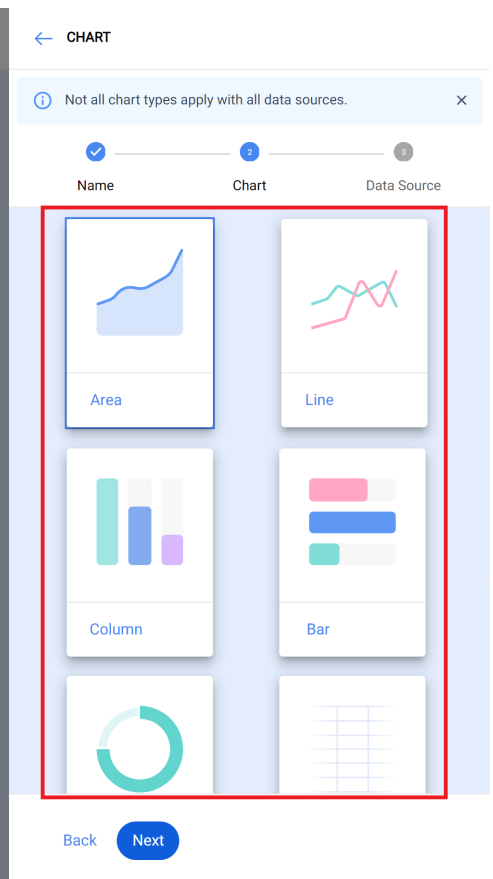 CHART
Not all chart types apply with all data sources.
2
3
Name
Chart
Data Source
Area
Line
Column
Bar
Back
Next